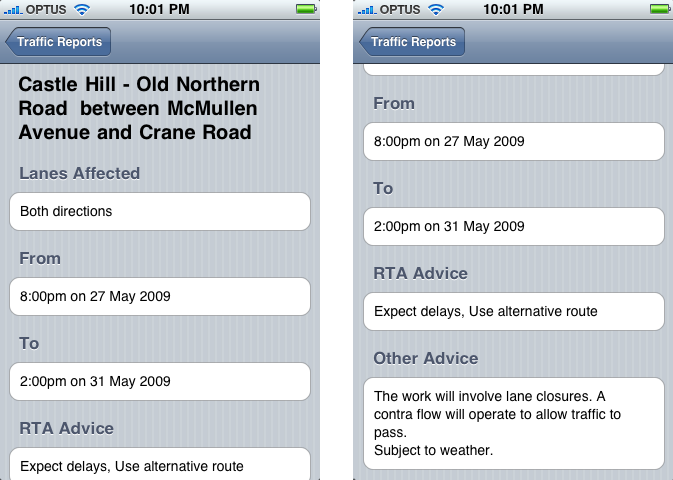 OPTUS 10:01 PM
Traffic Reports
Castle Hill - Old Northern
Road  between McMullen
Avenue and Crane Road
Lanes Affected
Both directions
From
8:00pm on 27 May 2009
To
2:00pm on 31 May 2009
RTA Advice
Expect delays, Use alternative route
OPTUS 10:01 PM
Traffic Reports
From
8:00pm on 27 May 2009
To
2:00pm on 31 May 2009
RTA Advice
Expect delays, Use alternative route
Other Advice
The work will involve lane closures. A
contra flow will operate to allow traffic to
pass.
Subject to weather.